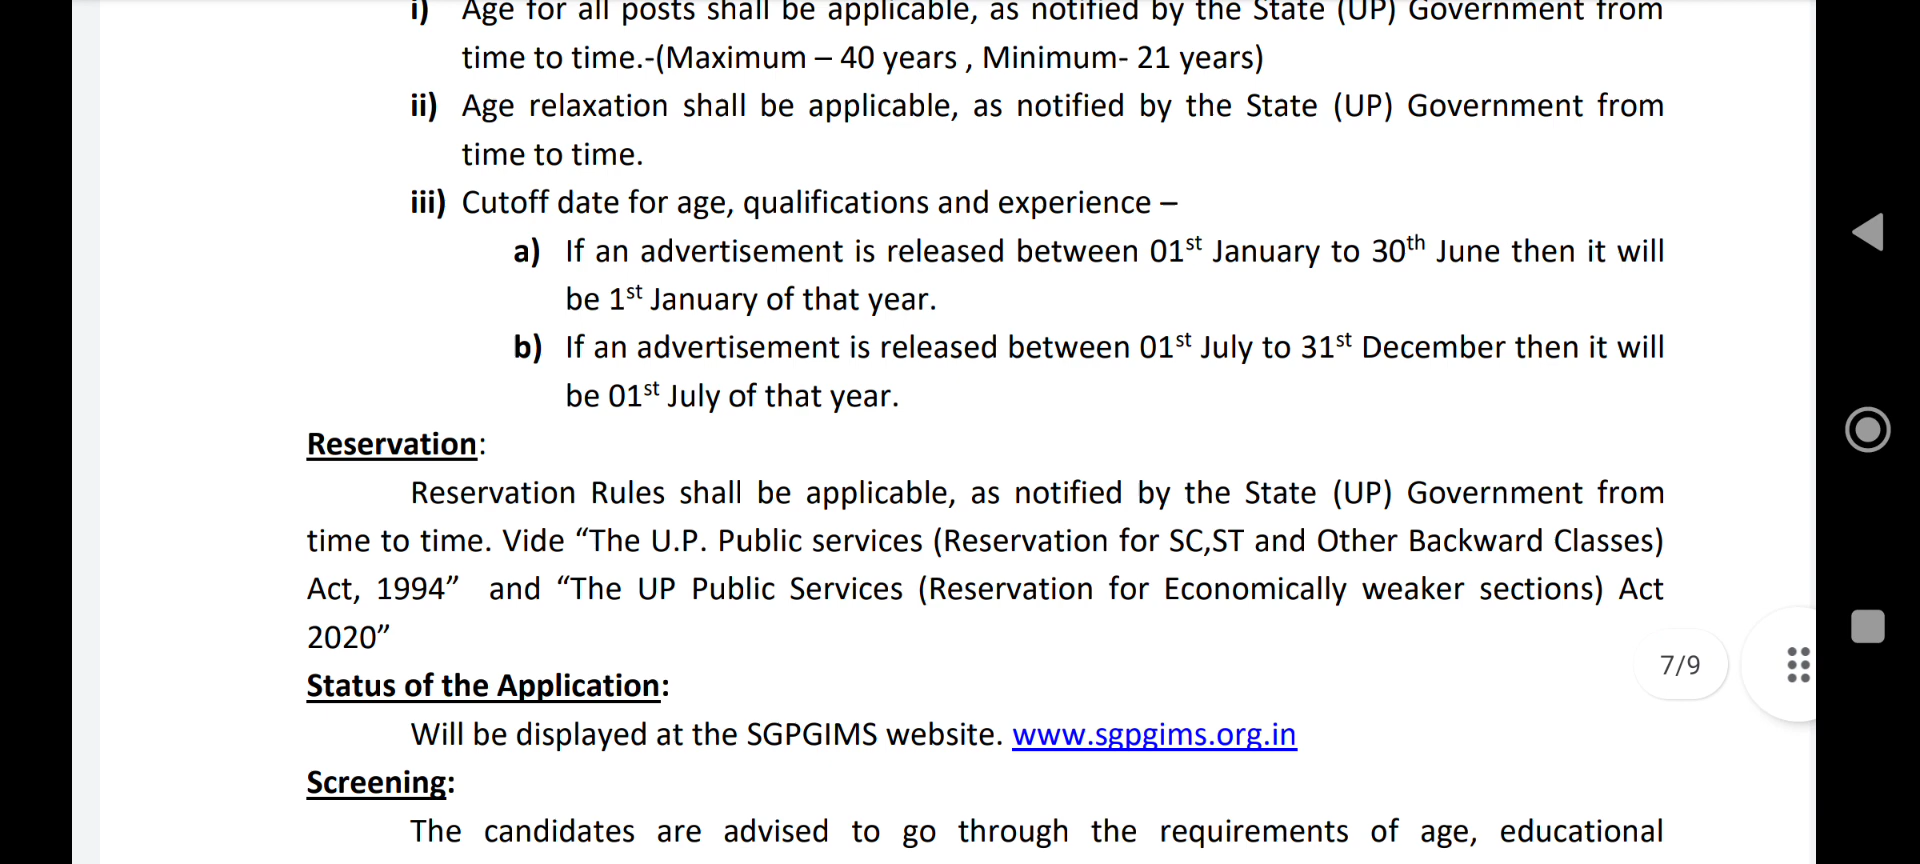 i) Age for all posts shall be applicable, as notified by the State (UP) Government from
time to time.-(Maximum – 40 years , Minimum- 21 years)
ii) Age relaxation shall be applicable, as notified by the State (UP) Government from
time to time.
iii) Cutoff date for age, qualifications and experience –
a) If an advertisement is released between 01st January to 30th June then it will
be 1st January of that year.
b) If an advertisement is released between 01st July to 31st December then it will
be 01st July of that year.
Reservation:
Reservation Rules shall be applicable, as notified by the State (UP) Government from
time to time. Vide “The U.P. Public services (Reservation for SC,ST and Other Backward Classes)
Act, 1994” and “The UP Public Services (Reservation for Economically weaker sections) Act
2020”
7/9
Status of the Application:
Will be displayed at the SGPGIMS website. www.sgpgims.org.in
Screening:
The candidates are advised to go through the requirements of age, educational